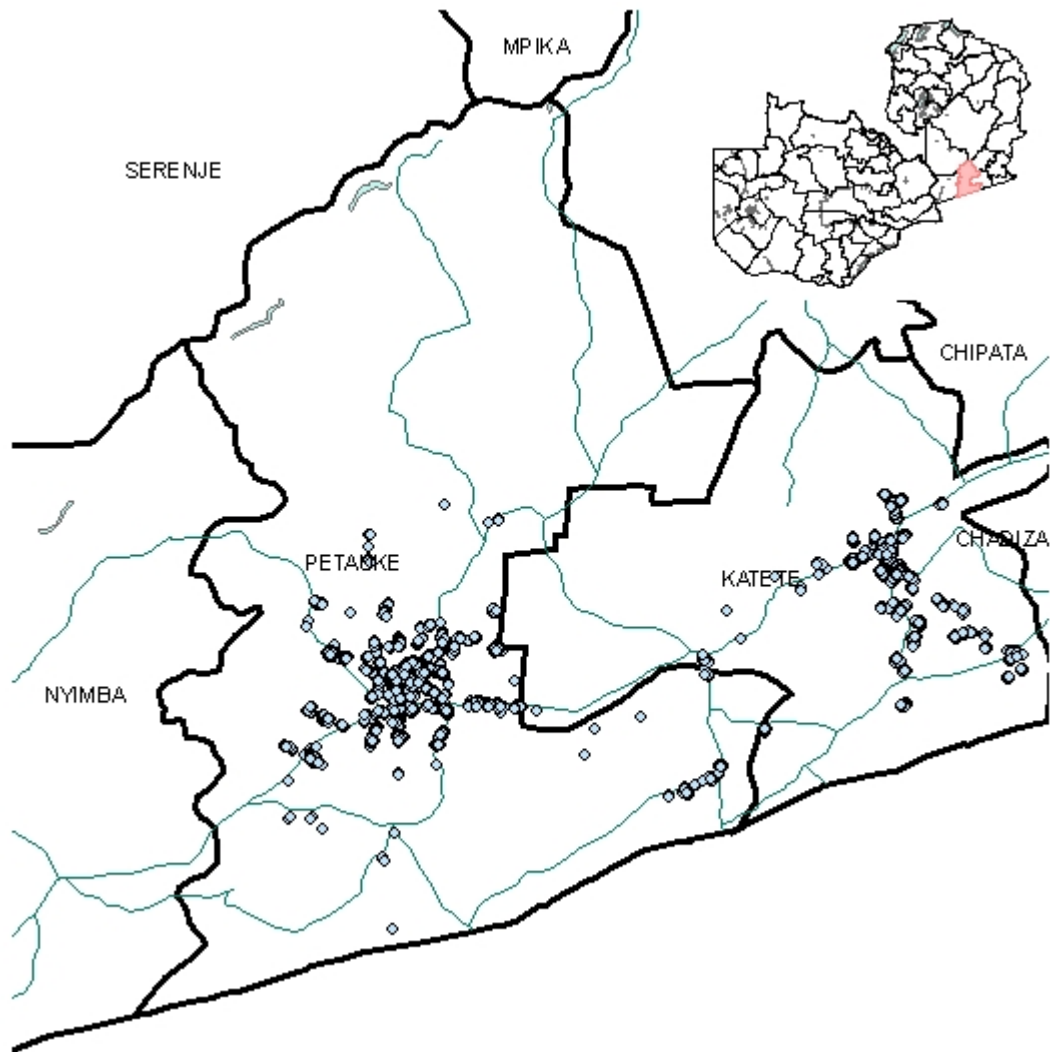 MPIKA
SERENJE
CHIPATA
CHADIZA
PETAUKE
KATETE
NYIMBA